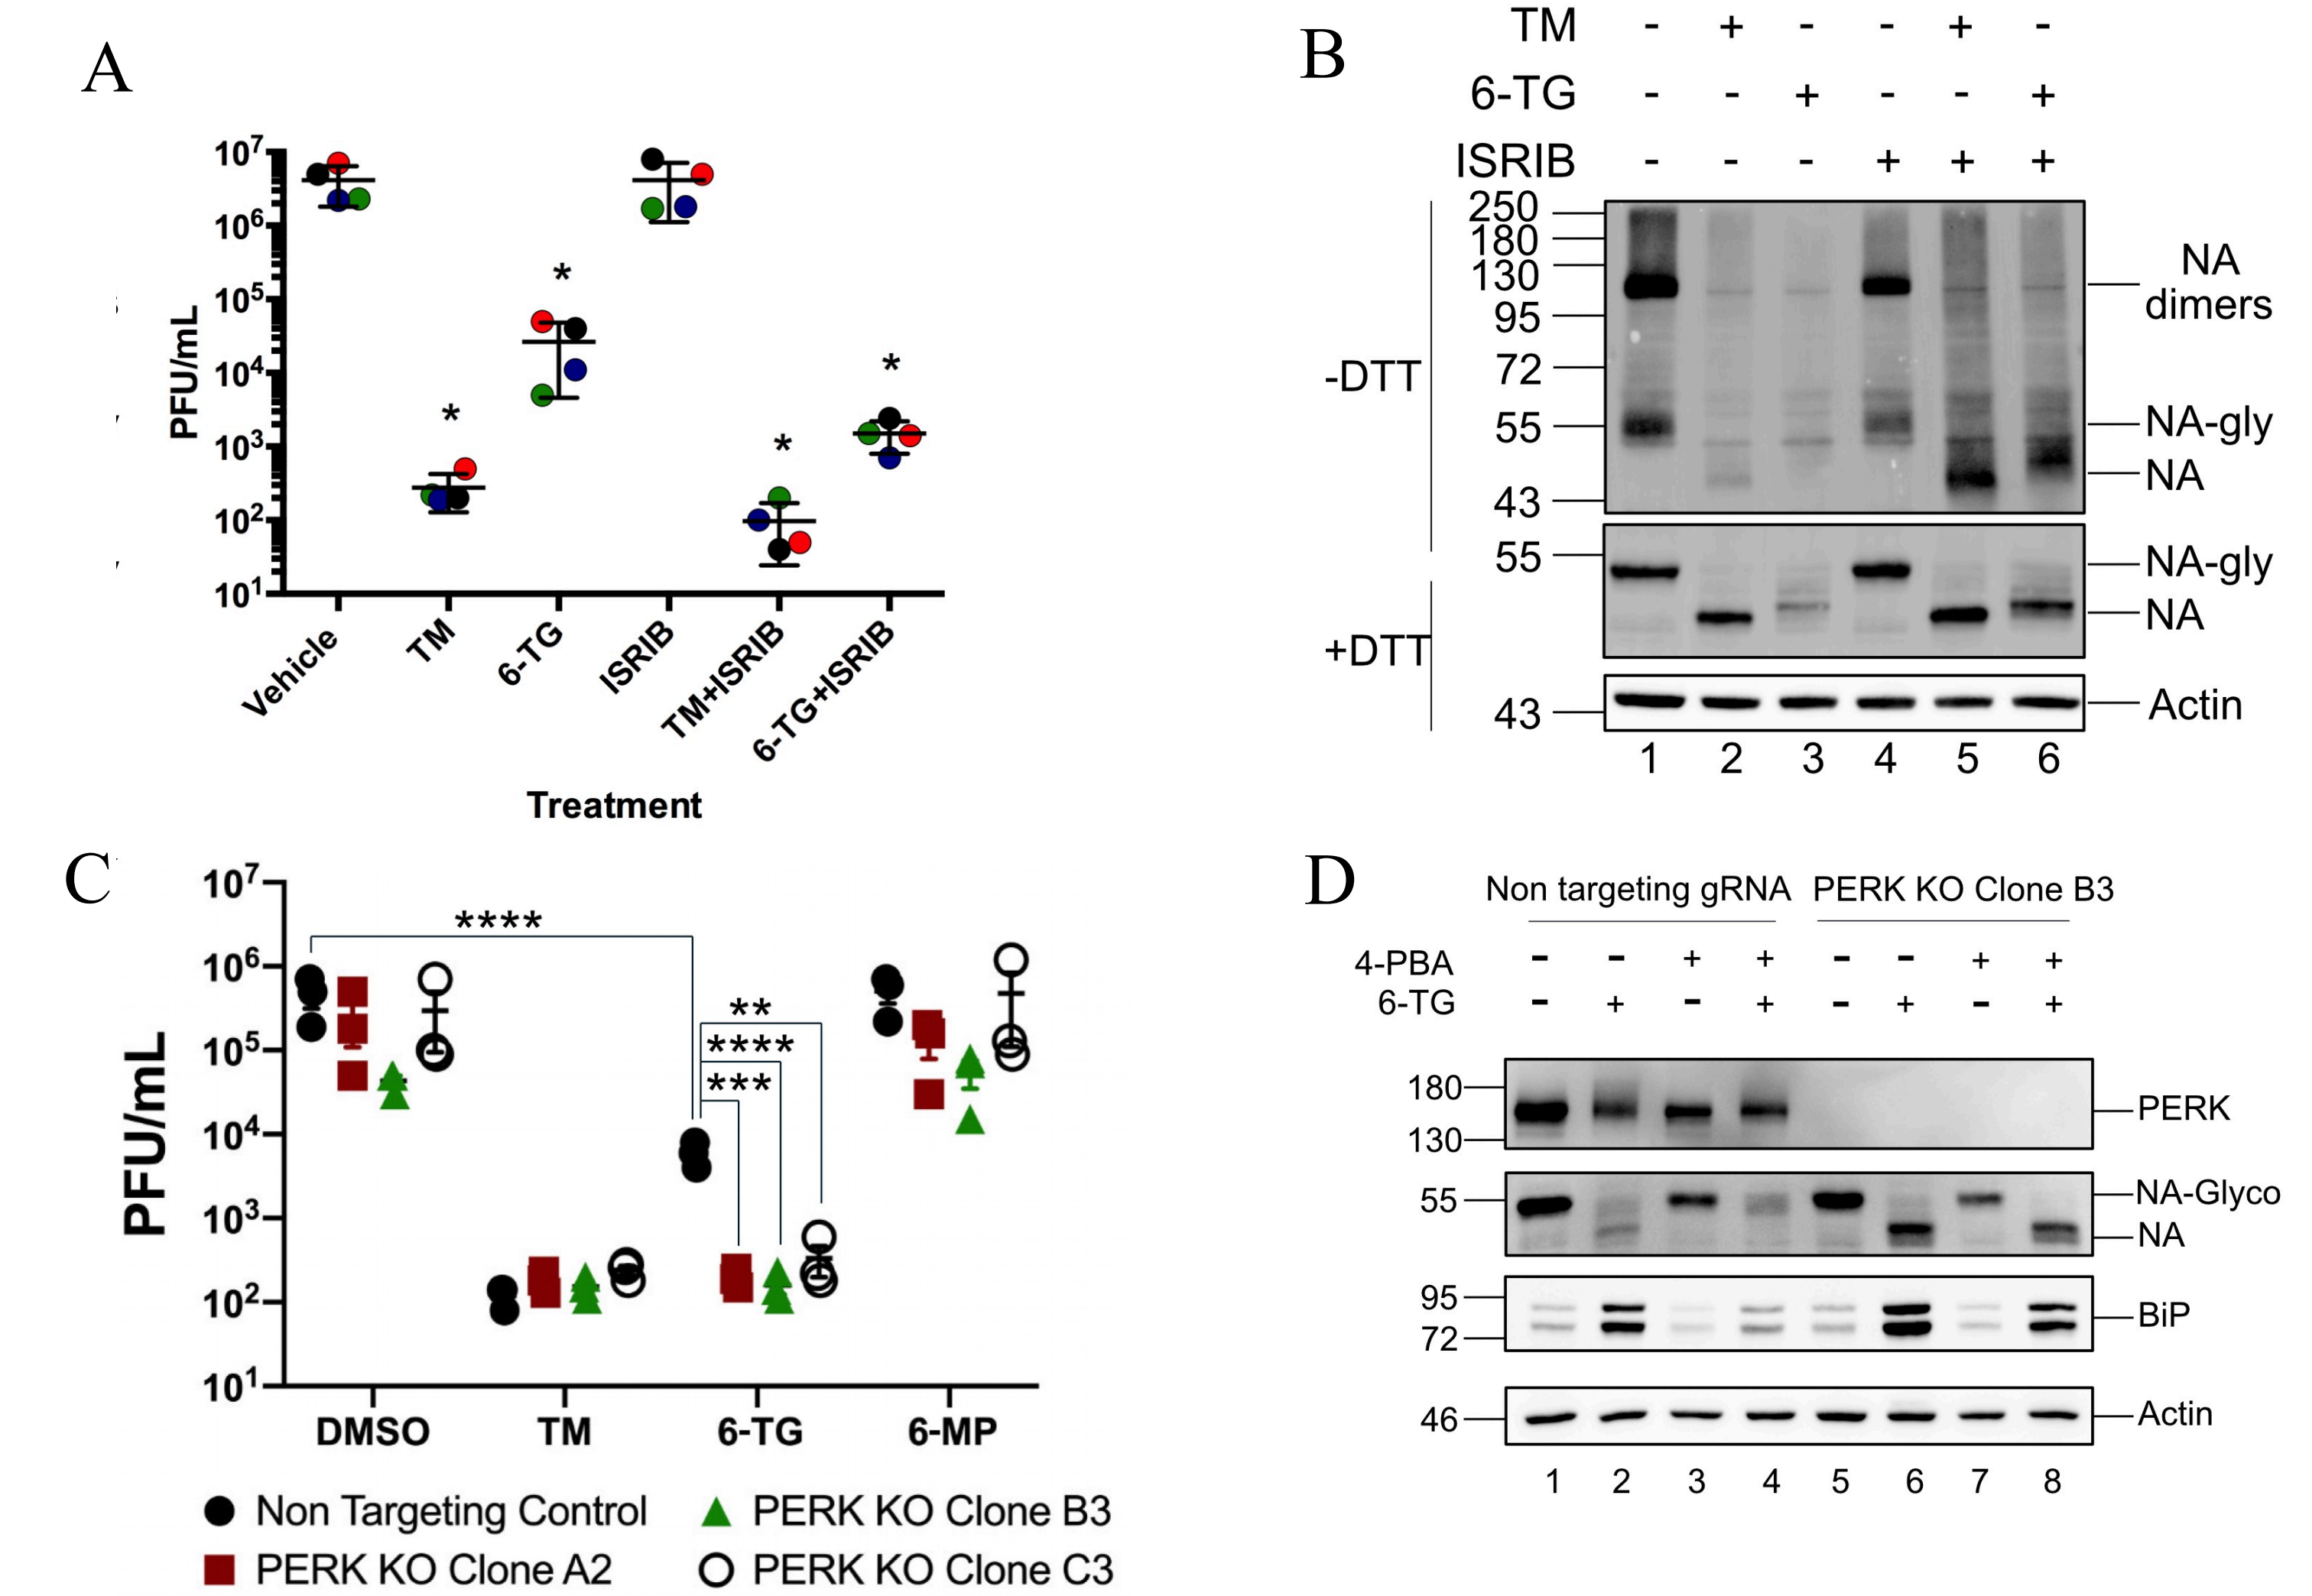 A
10⁷
10⁶
10⁵
10⁴
10³
10²
10¹
PFU/mL
*
*
*
*
Vehicle
TM
6-TG
ISRIB
TM+ISRIB
6-TG+ISRIB
Treatment
B
TM - + - - + -
6-TG - - + - - +
ISRIB - - - + + +
-DTT
250
180
130
95
72
55
43
NA
dimers
NA-gly
NA
+DTT
55
NA-gly
NA
43
Actin
1 2 3 4 5 6
C
10⁷
10⁶
10⁵
10⁴
10³
10²
10¹
PFU/mL
****
**
****
***
DMSO TM 6-TG 6-MP
Non Targeting Control
PERK KO Clone B3
PERK KO Clone A2
PERK KO Clone C3
D
Non targeting gRNA PERK KO Clone B3
4-PBA - - + + - - + +
6-TG - + - + - + - +
180
130
PERK
55
NA-Glyco
NA
95
72
BiP
46
Actin
1 2 3 4 5 6 7 8